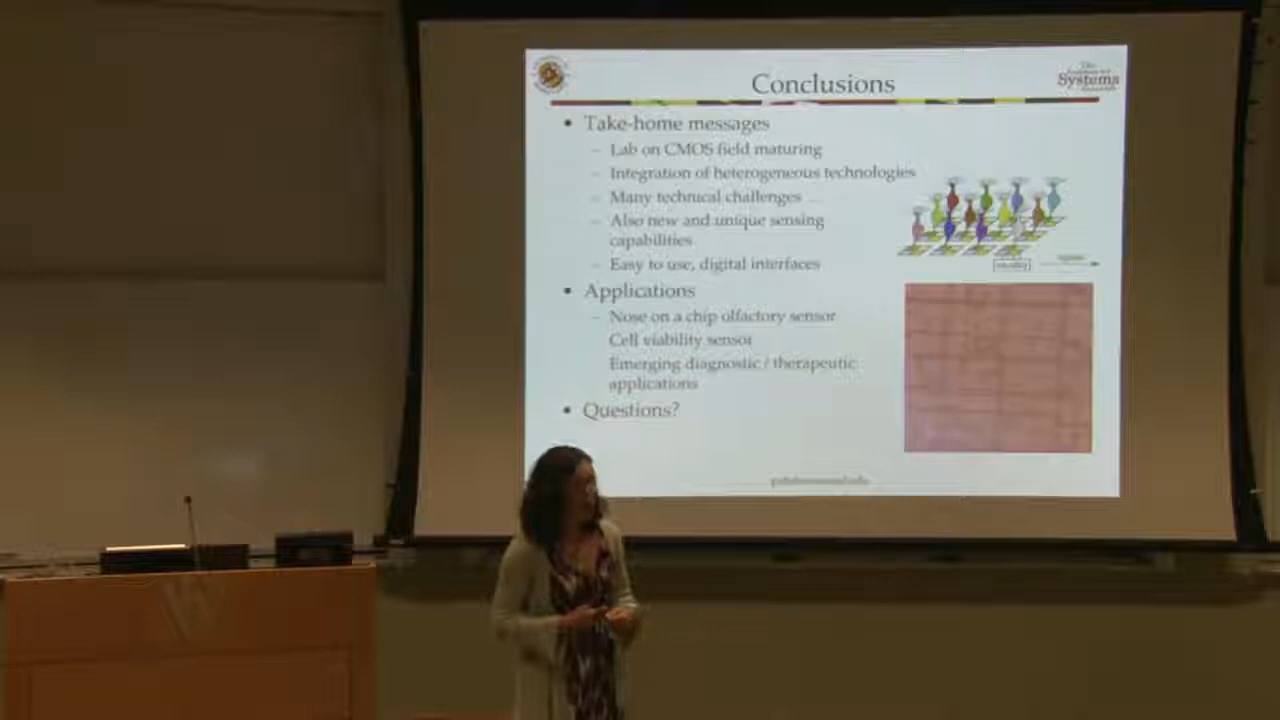 Conclusions
The
Systems
• Take-home messages
– Lab on CMOS field maturing
– Integration of heterogeneous technologies
– Many technical challenges
– Also new and unique sensing
capabilities
– Easy to use, digital interfaces
• Applications
– Nose on a chip olfactory sensor
Cell viability sensor
Emerging diagnostic / therapeutic
applications
• Questions?
W